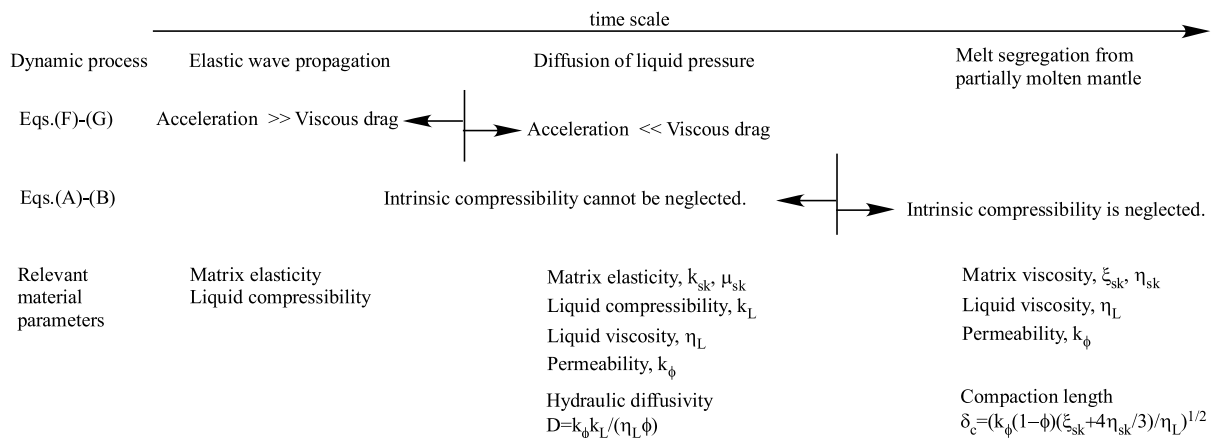 time scale
Dynamic process Elastic wave propagation Diffusion of liquid pressure Melt segregation from
partially molten mantle
Eqs.(F)-(G) Acceleration >> Viscous drag Acceleration << Viscous drag
Eqs.(A)-(B) Intrinsic compressibility cannot be neglected. Intrinsic compressibility is neglected.
Relevant
material
parameters
Matrix elasticity
Liquid compressibility
Matrix elasticity, k_sk, μ_sk
Liquid compressibility, k_L
Liquid viscosity, η_L
Permeability, k_ϕ
Hydraulic diffusivity
D=k_ϕk_L/(η_Lϕ)
Matrix viscosity, ξ_sk, η_sk
Liquid viscosity, η_L
Permeability, k_ϕ
Compaction length
δ_c=(k_ϕ(1−ϕ)(ξ_sk+4η_sk/3)/η_L)^1/2